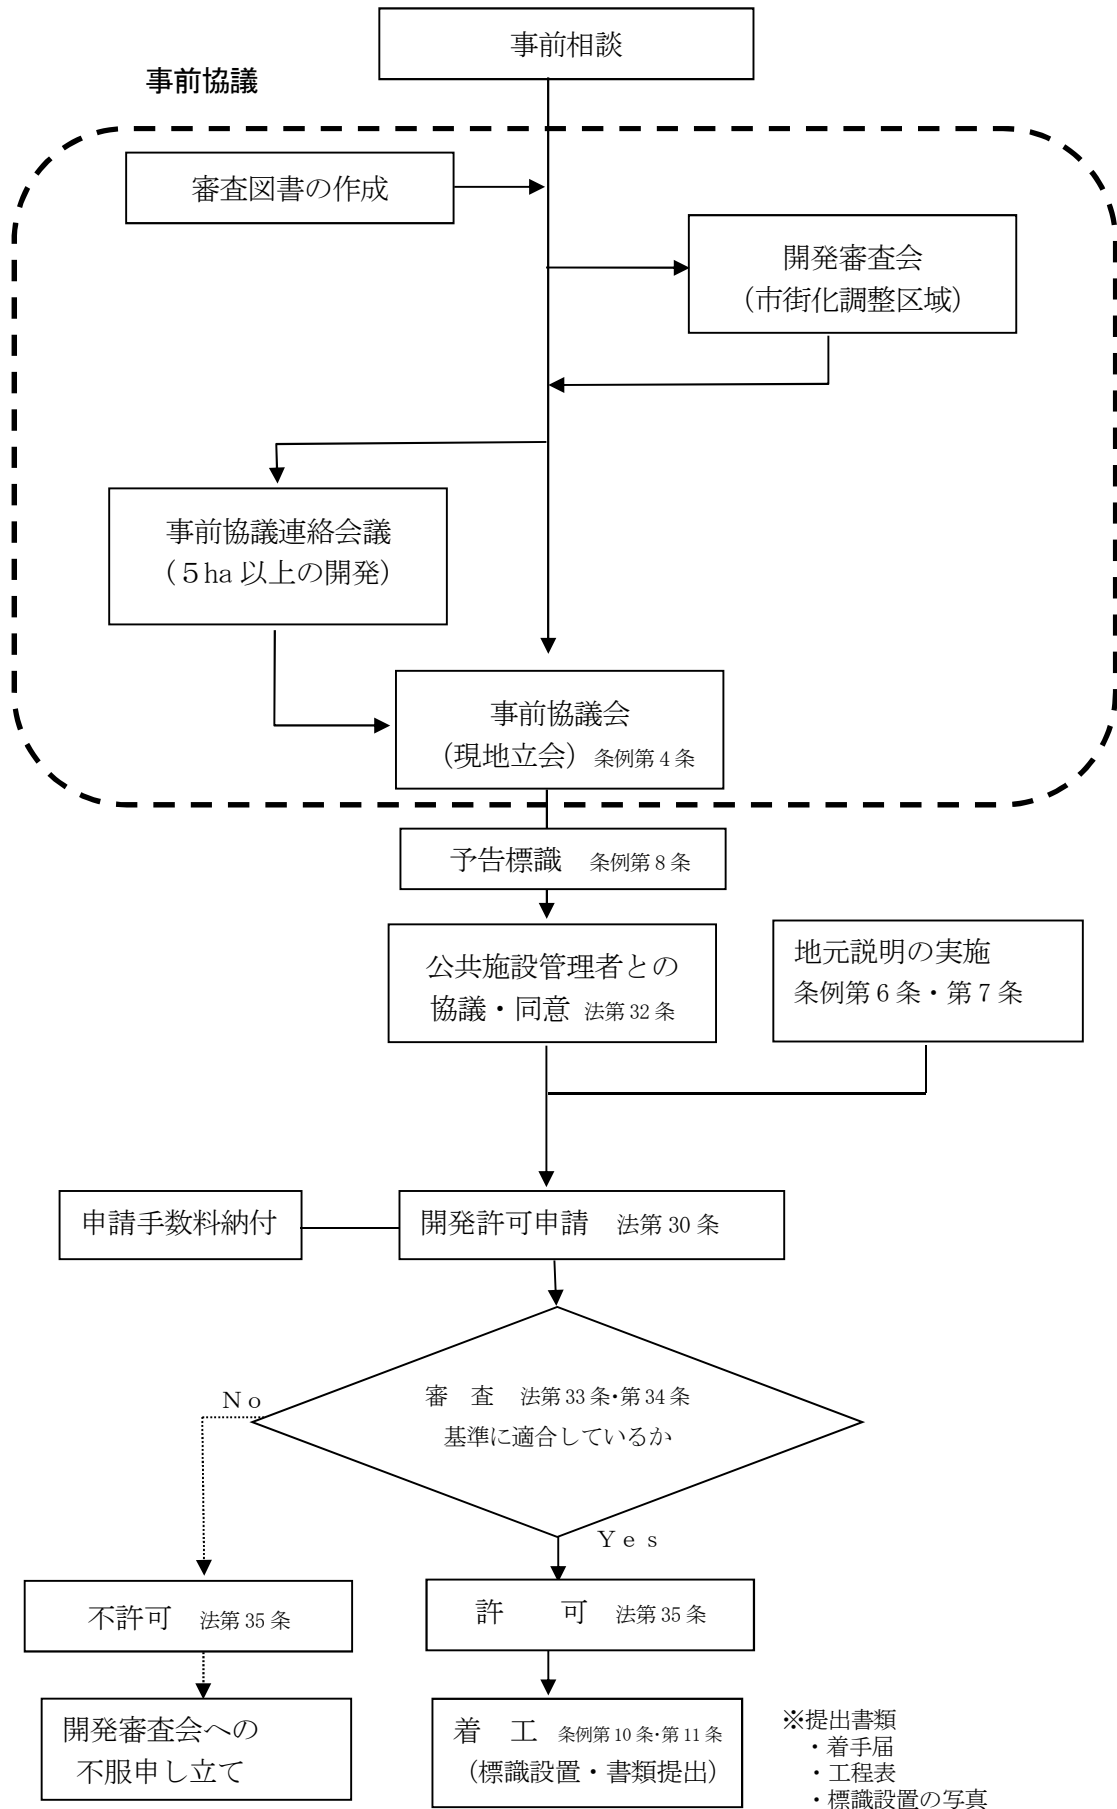 事前相談
事前協議
審査図書の作成
開発審査会
（市街化調整区域）
事前協議連絡会議
（５ha 以上の開発）
事前協議会
（現地立会） 条例第 4 条
予告標識　条例第 8 条
公共施設管理者との
協議・同意 法第 32 条
地元説明の実施
条例第 6 条・第 7 条
申請手数料納付
開発許可申請　法第 30 条
審　査　法第 33 条・第 34 条
基準に適合しているか
Ｎｏ
Ｙｅｓ
不許可　法第 35 条
許　　可　法第 35 条
開発審査会への
不服申し立て
着　工　条例第 10 条・第 11 条
（標識設置・書類提出）
※提出書類
・着手届
・工程表
・標識設置の写真